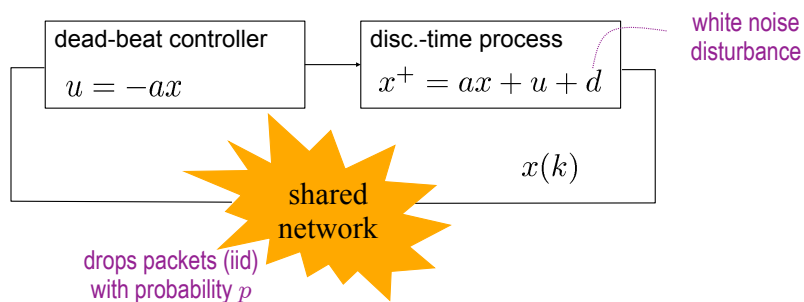 dead-beat controller
u = −ax
disc.-time process
x⁺ = ax + u + d
white noise
disturbance
x(k)
shared
network
drops packets (iid)
with probability p